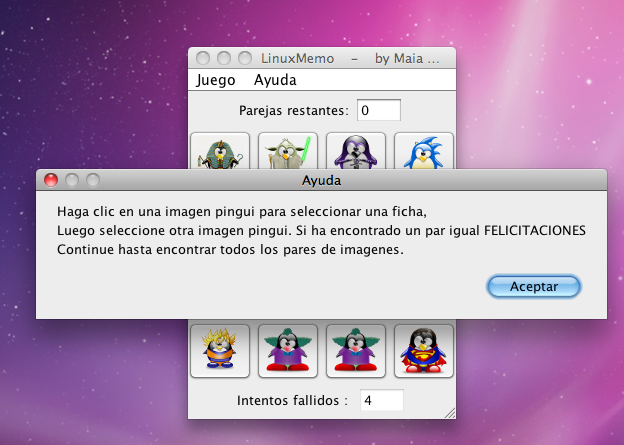 LinuxMemo - by Maia ...
Juego Ayuda
Parejas restantes: 0
Ayuda
Haga clic en una imagen pingui para seleccionar una ficha,
Luego seleccione otra imagen pingui. Si ha encontrado un par igual FELICITACIONES
Continue hasta encontrar todos los pares de imagenes.
Aceptar
Intentos fallidos : 4